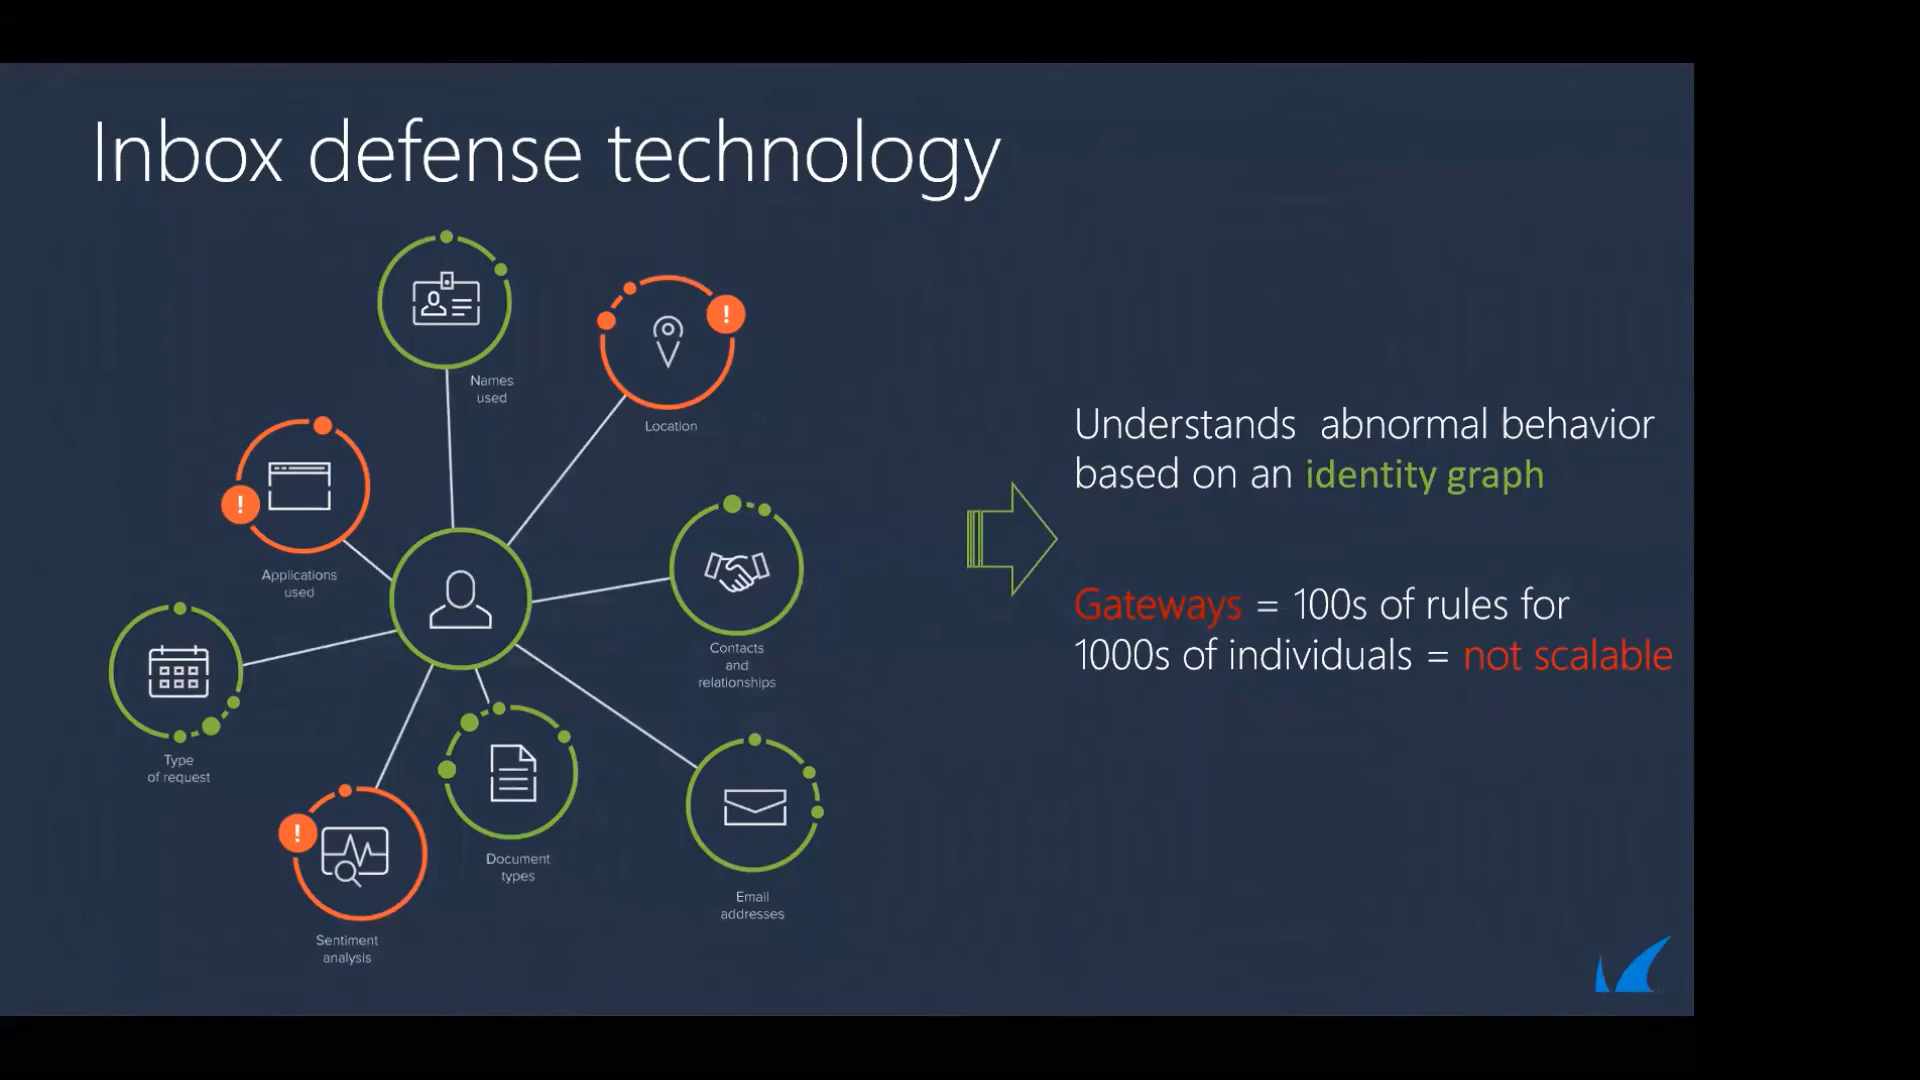 Inbox defense technology
Names
used
!
Location
!
Applications
used
Contacts
and
relationships
Type
of request
!
Sentiment
analysis
Document
types
Email
addresses
Understands  abnormal behavior
based on an identity graph
Gateways = 100s of rules for
1000s of individuals = not scalable